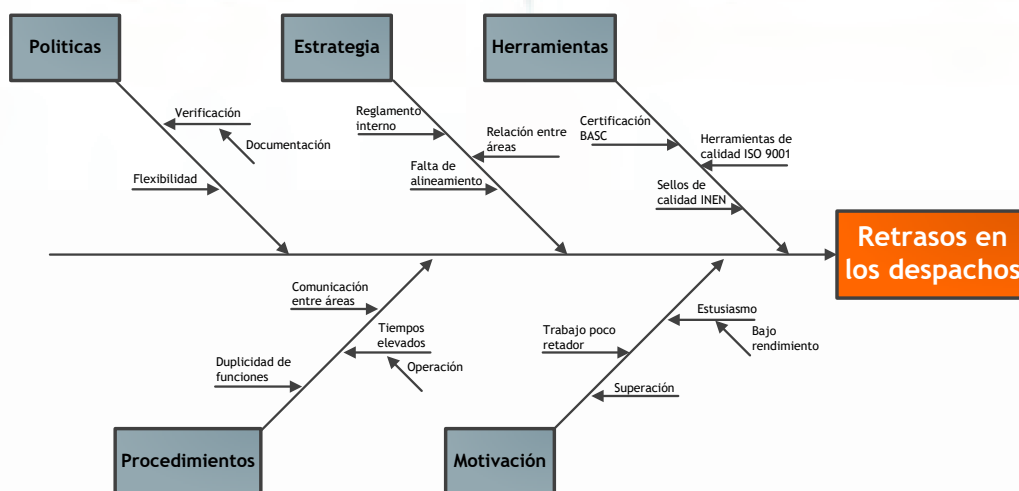 Politicas
Estrategia
Herramientas
Verificación
Documentación
Flexibilidad
Reglamento
interno
Relación entre
áreas
Falta de
alineamiento
Certificación
BASC
Herramientas de
calidad ISO 9001
Sellos de
calidad INEN
Retrasos en
los despachos
Comunicación
entre áreas
Tiempos
elevados
Operación
Duplicidad de
funciones
Estusiasmo
Bajo
rendimiento
Trabajo poco
retador
Superación
Procedimientos
Motivación